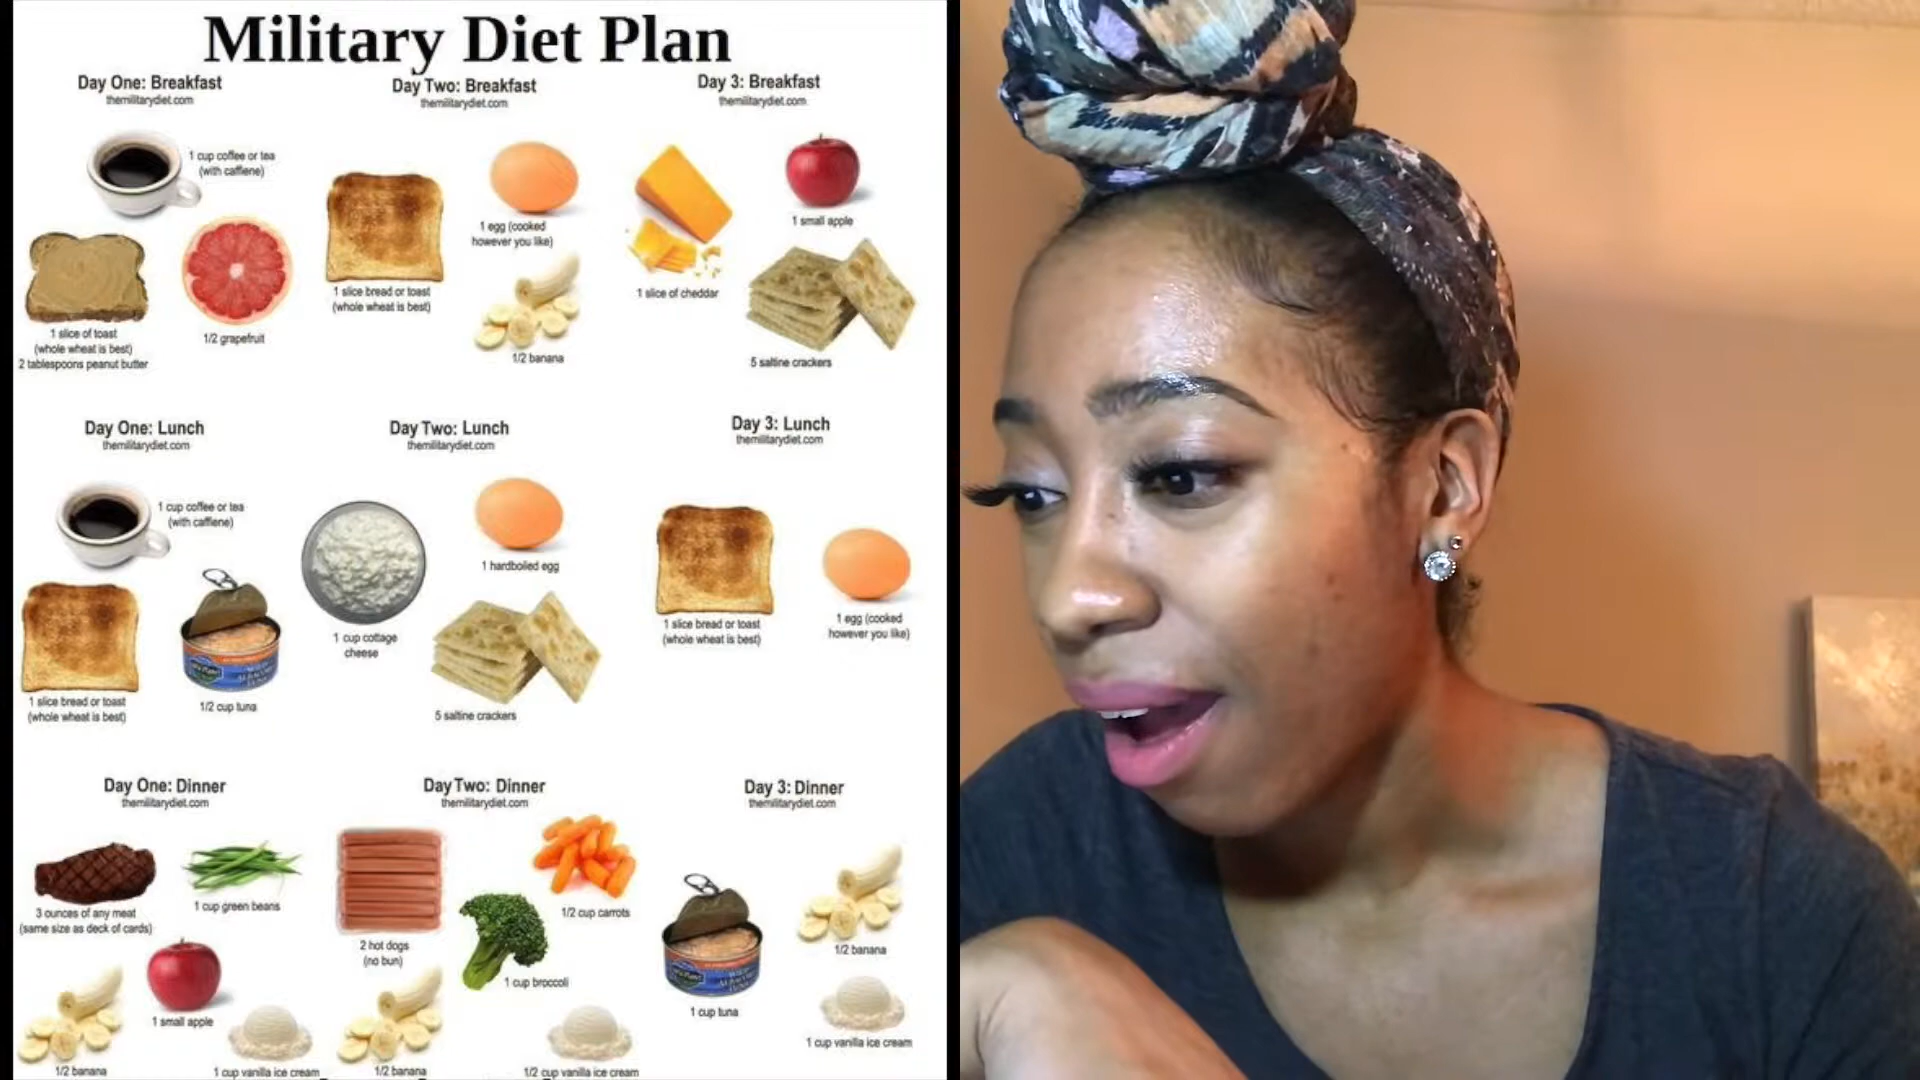 Military Diet Plan
Day One: Breakfast
themilitarydiet.com
1 cup coffee or tea
(with caffiene)
1 slice of toast
(whole wheat is best)
2 tablespoons peanut butter
1/2 grapefruit
Day Two: Breakfast
themilitarydiet.com
1 slice bread or toast
(whole wheat is best)
1 egg (cooked
however you like)
1/2 banana
Day 3: Breakfast
themilitarydiet.com
1 slice of cheddar
1 small apple
5 saltine crackers
Day One: Lunch
themilitarydiet.com
1 cup coffee or tea
(with caffiene)
1 slice bread or toast
(whole wheat is best)
1/2 cup tuna
Day Two: Lunch
themilitarydiet.com
1 cup cottage
cheese
1 hardbolied egg
5 saltine crackers
Day 3: Lunch
themilitarydiet.com
1 slice bread or toast
(whole wheat is best)
1 egg (cooked
however you like)
Day One: Dinner
themilitarydiet.com
3 ounces of any meat
(same size as deck of cards)
1 cup green beans
1 small apple
1/2 banana
1 cup vanilla ice cream
Day Two: Dinner
themilitarydiet.com
2 hot dogs
(no bun)
1/2 cup carrots
1 cup broccoli
1/2 banana
1/2 cup vanilla ice cream
Day 3: Dinner
themilitarydiet.com
1 cup tuna
1/2 banana
1 cup vanilla ice cream